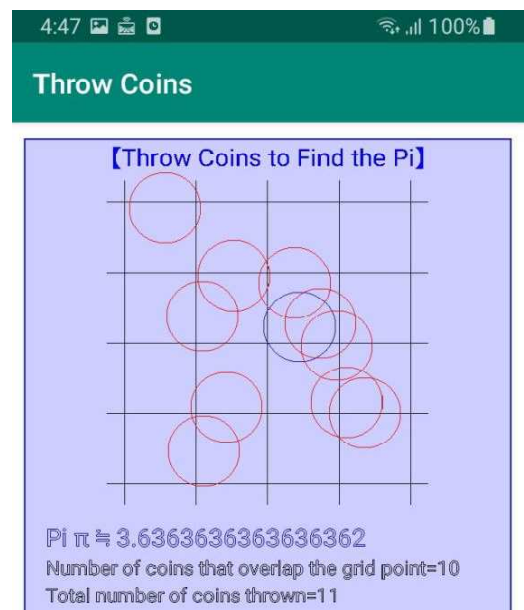 4:47 100%
Throw Coins
【Throw Coins to Find the Pi】
Pi π ≒ 3.6363636363636362
Number of coins that overlap the grid point=10
Total number of coins thrown=11